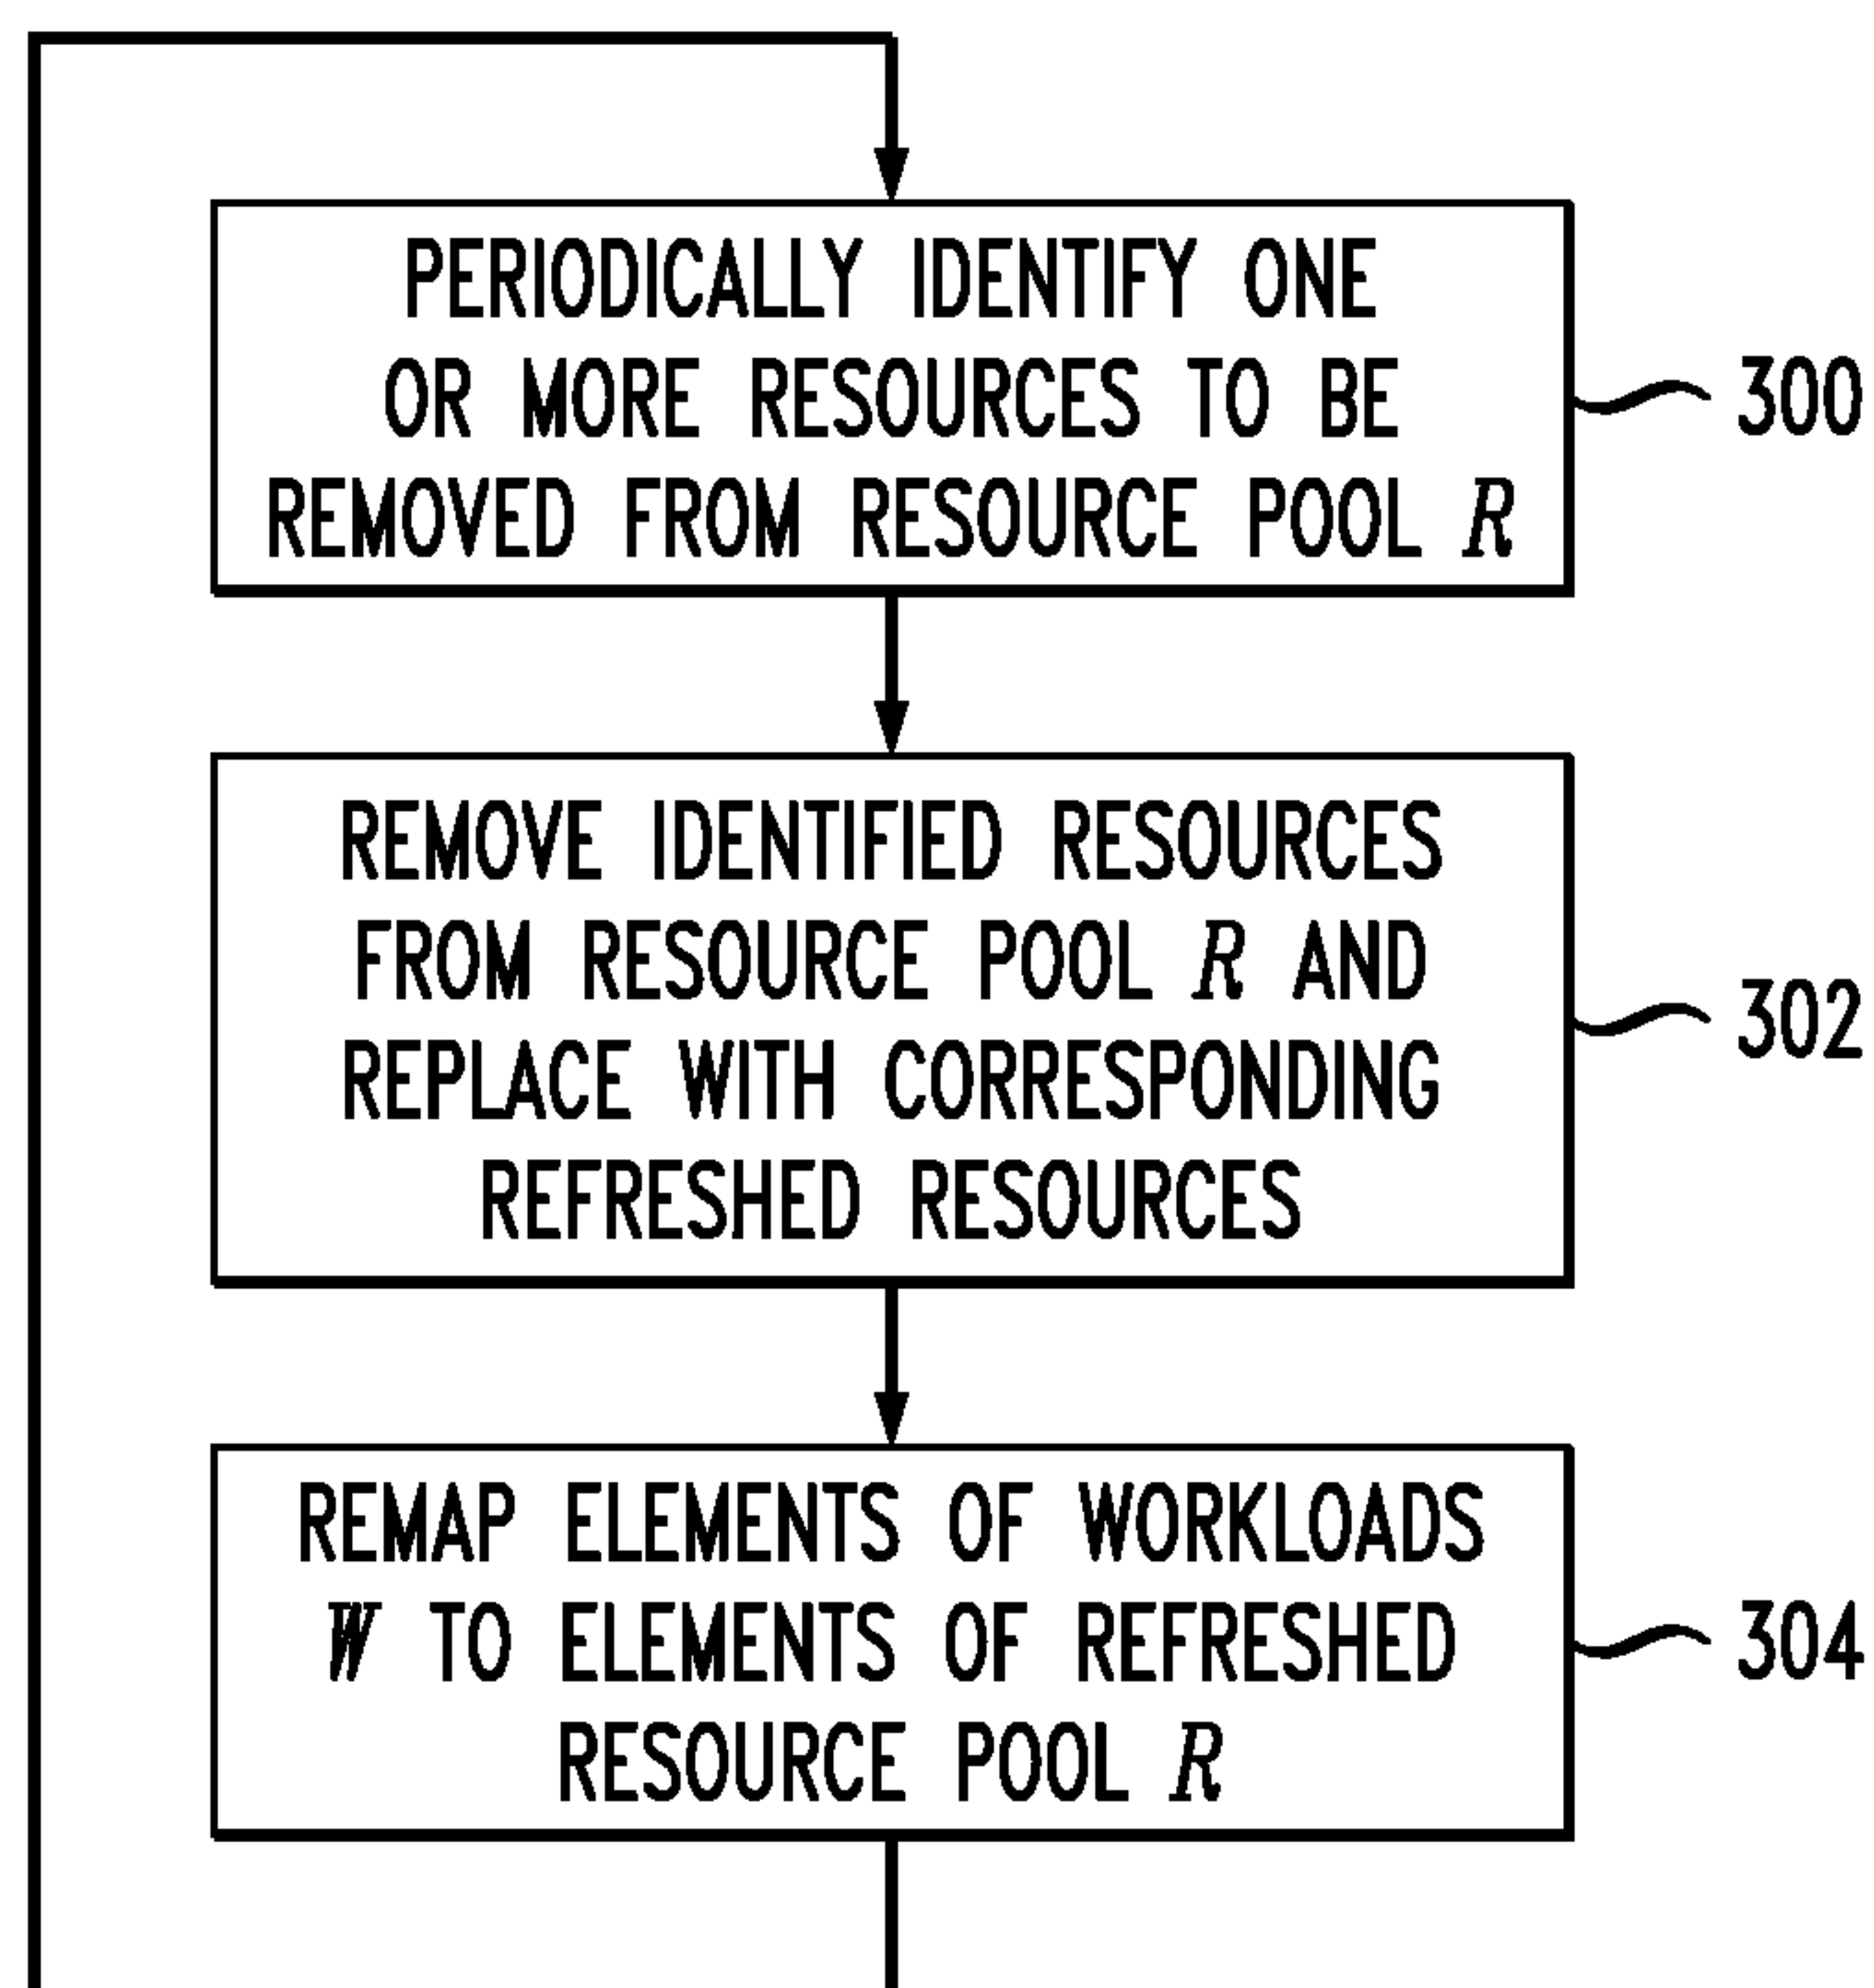 PERIODICALLY IDENTIFY ONE
OR MORE RESOURCES TO BE
REMOVED FROM RESOURCE POOL R
300
REMOVE IDENTIFIED RESOURCES
FROM RESOURCE POOL R AND
REPLACE WITH CORRESPONDING
REFRESHED RESOURCES
302
REMAP ELEMENTS OF WORKLOADS
W TO ELEMENTS OF REFRESHED
RESOURCE POOL R
304